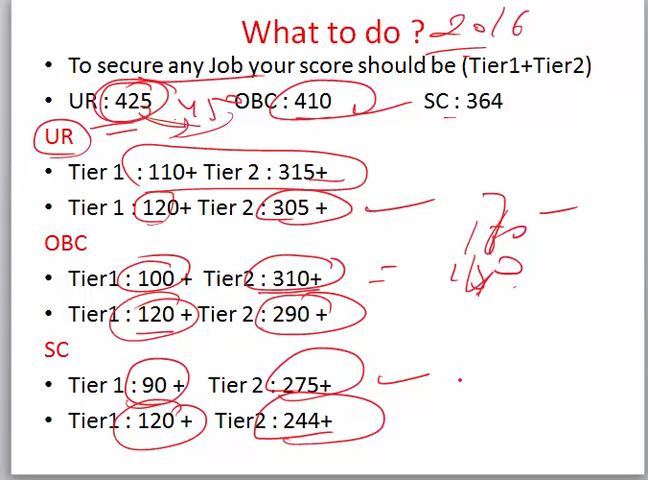 What to do ? 2016
• To secure any Job your score should be (Tier1+Tier2)
• UR : 425 450 OBC : 410 SC : 364
UR
• Tier 1 : 110+ Tier 2 : 315+
• Tier 1 : 120+ Tier 2 : 305 +
OBC
• Tier1 : 100 + Tier2 : 310+
• Tier1 : 120 + Tier 2 : 290 +
SC
• Tier 1 : 90 + Tier 2 : 275+
• Tier1 : 120 + Tier2 : 244+